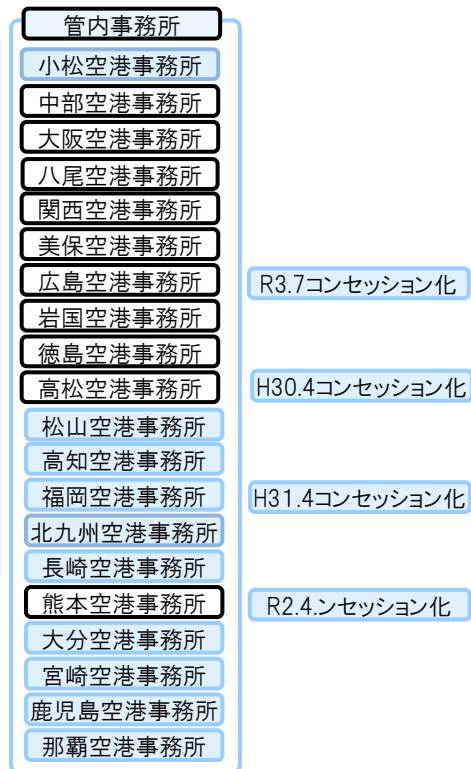 管内事務所
小松空港事務所
中部空港事務所
大阪空港事務所
八尾空港事務所
関西空港事務所
美保空港事務所
広島空港事務所 R3.7コンセッション化
岩国空港事務所
徳島空港事務所
高松空港事務所 H30.4コンセッション化
松山空港事務所
高知空港事務所
福岡空港事務所 H31.4コンセッション化
北九州空港事務所
長崎空港事務所
熊本空港事務所 R2.4.ンセッション化
大分空港事務所
宮崎空港事務所
鹿児島空港事務所
那覇空港事務所